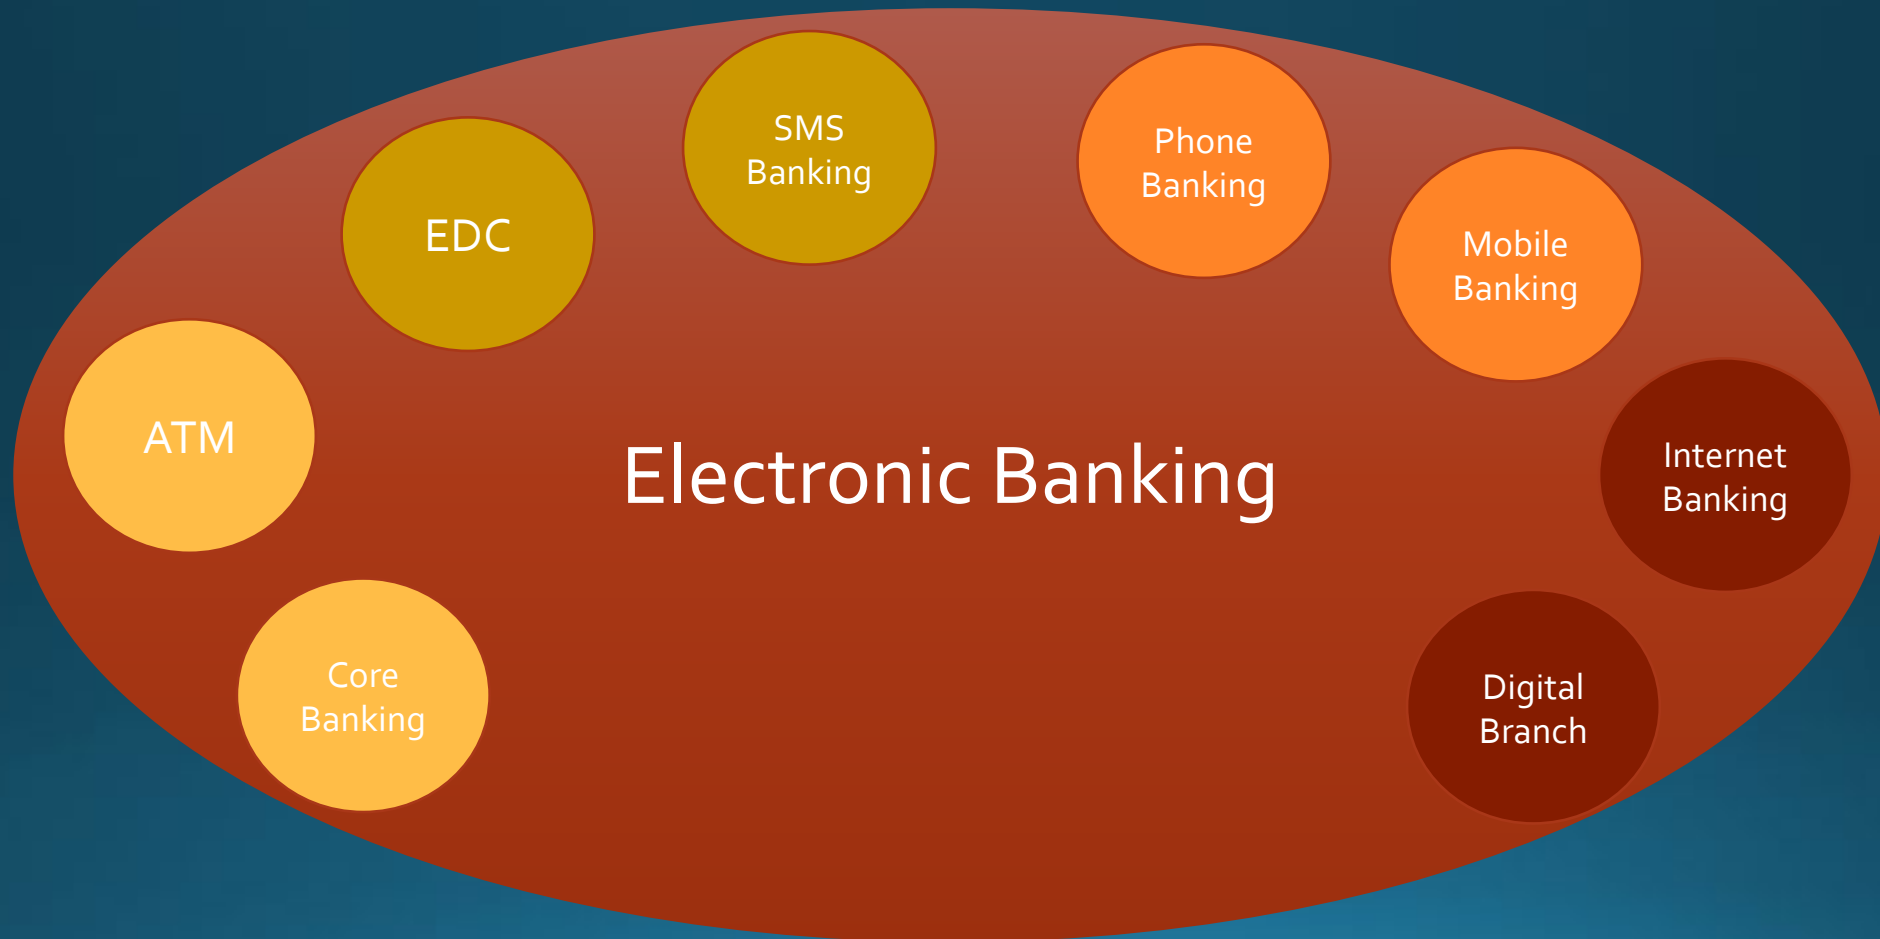 SMS
Banking
Phone
Banking
EDC
Mobile
Banking
ATM
Electronic Banking
Internet
Banking
Core
Banking
Digital
Branch